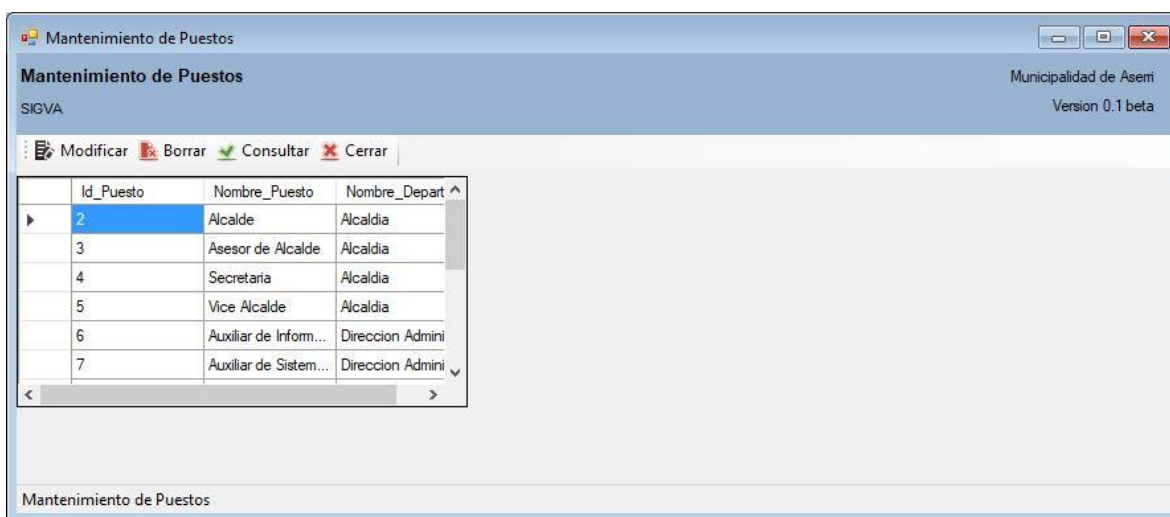 Mantenimiento de Puestos
Mantenimiento de Puestos Municipalidad de Aserri
SIGVA Version 0.1 beta
Modificar Borrar Consultar Cerrar
Id_Puesto Nombre_Puesto Nombre_Depart
2 Alcalde Alcaldia
3 Asesor de Alcalde Alcaldia
4 Secretaria Alcaldia
5 Vice Alcalde Alcaldia
6 Auxiliar de Inform... Direccion Admini
7 Auxiliar de Sistem... Direccion Admini
Mantenimiento de Puestos